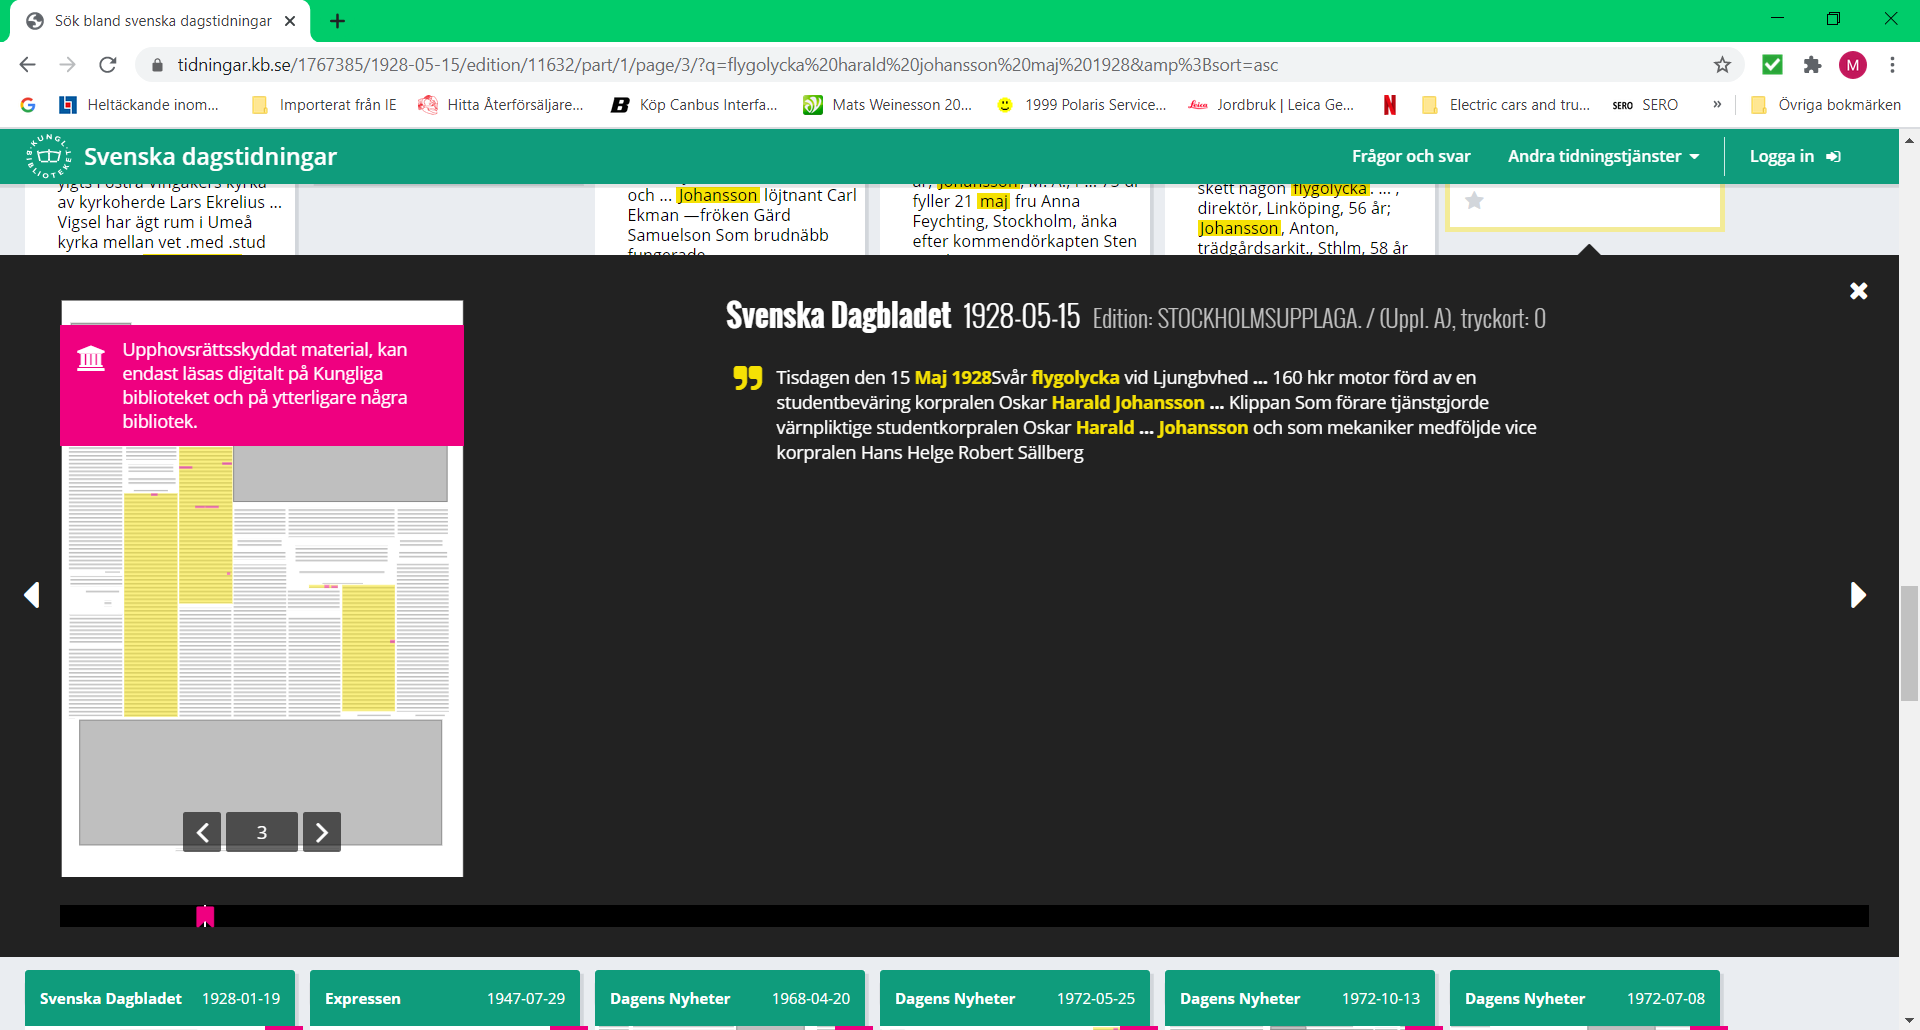 Sök bland svenska dagstidningar
tidningar.kb.se/1767385/1928-05-15/edition/11632/part/1/page/3/?q=flygolycka%20harald%20johansson%20maj%201928&amp%3Bsort=asc
M
Heltäckande inom...
Importerat från IE
Hitta Återförsäljare...
Köp Canbus Interfa...
Mats Weinesson 20...
1999 Polaris Service...
Jordbruk | Leica Ge...
Electric cars and tru...
SERO SERO
»
Övriga bokmärken
KUNGL. BIBLIOTEKET
Svenska dagstidningar
Frågor och svar
Andra tidningstjänster
Logga in
av kyrkoherde Lars Ekrelius ...
Vigsel har ägt rum i Umeå
kyrka mellan vet .med .stud
och ... Johansson löjtnant Carl
Ekman —fröken Gärd
Samuelson Som brudnäbb
fungerade
fyller 21 maj fru Anna
Feychting, Stockholm, änka
efter kommendörkapten Sten
skett någon flygolycka. ... ,
direktör, Linköping, 56 år;
Johansson, Anton,
trädgårdsarkit., Sthlm, 58 år
Upphovsrättsskyddat material, kan
endast läsas digitalt på Kungliga
biblioteket och på ytterligare några
bibliotek.
3
Svenska Dagbladet 1928-05-15 Edition: STOCKHOLMSUPPLAGA. / (Uppl. A), tryckort: 0
Tisdagen den 15 Maj 1928Svår flygolycka vid Ljungbvhed ... 160 hkr motor förd av en
studentbeväring korpralen Oskar Harald Johansson ... Klippan Som förare tjänstgjorde
värnpliktige studentkorpralen Oskar Harald ... Johansson och som mekaniker medföljde vice
korpralen Hans Helge Robert Sällberg
Svenska Dagbladet 1928-01-19
Expressen 1947-07-29
Dagens Nyheter 1968-04-20
Dagens Nyheter 1972-05-25
Dagens Nyheter 1972-10-13
Dagens Nyheter 1972-07-08